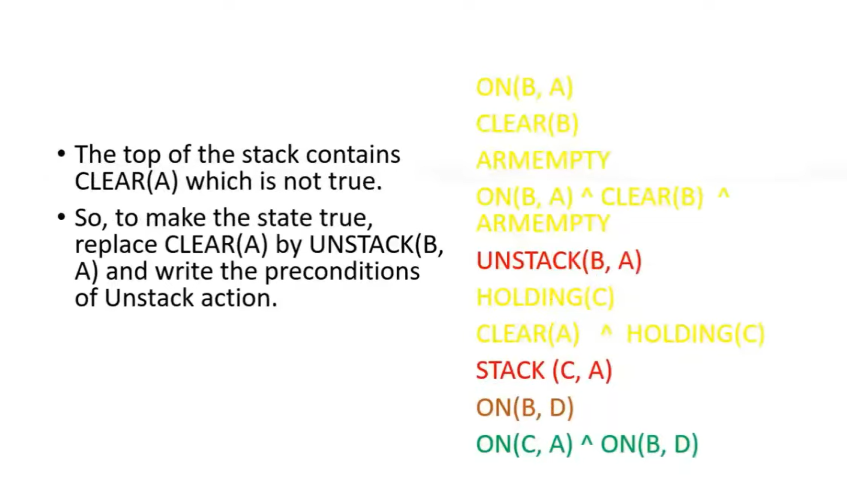 • The top of the stack contains
CLEAR(A) which is not true.
• So, to make the state true,
replace CLEAR(A) by UNSTACK(B,
A) and write the preconditions
of Unstack action.
ON(B, A)
CLEAR(B)
ARMEMPTY
ON(B, A) ^ CLEAR(B) ^
ARMEMPTY
UNSTACK(B, A)
HOLDING(C)
CLEAR(A) ^ HOLDING(C)
STACK (C, A)
ON(B, D)
ON(C, A) ^ ON(B, D)